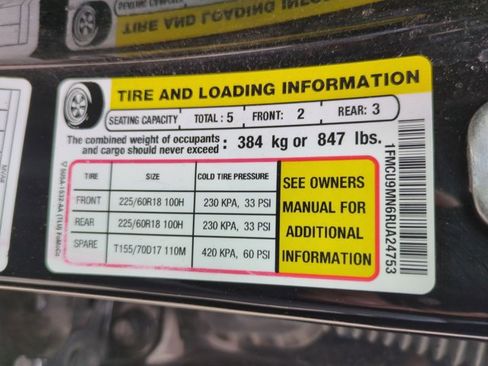 TIRE AND LOADING INFORMATION
SEATING CAPACITY TOTAL : 5 FRONT: 2 REAR: 3
The combined weight of occupants and cargo should never exceed : 384 kg or 847 lbs.
TIRE SIZE COLD TIRE PRESSURE
FRONT 225/60R18 100H 230 KPA, 33 PSI
REAR 225/60R18 100H 230 KPA, 33 PSI
SPARE T155/70D17 110M 420 KPA, 60 PSI
SEE OWNERS
MANUAL FOR
ADDITIONAL
INFORMATION
1FMCU9MN6RUA24753